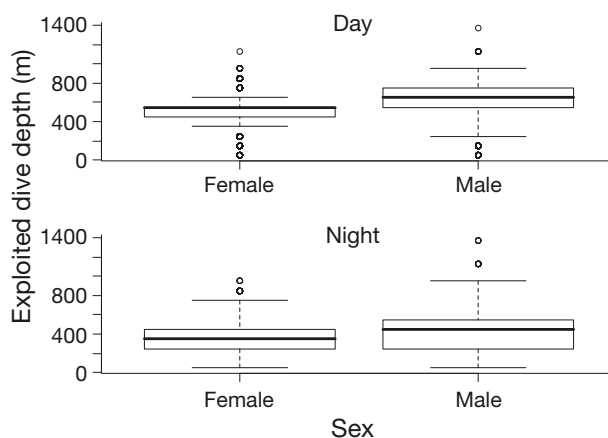 Day
Exploited dive depth (m)
1400
800
400
0
Female Male
Night
1400
800
400
0
Female Male
Sex